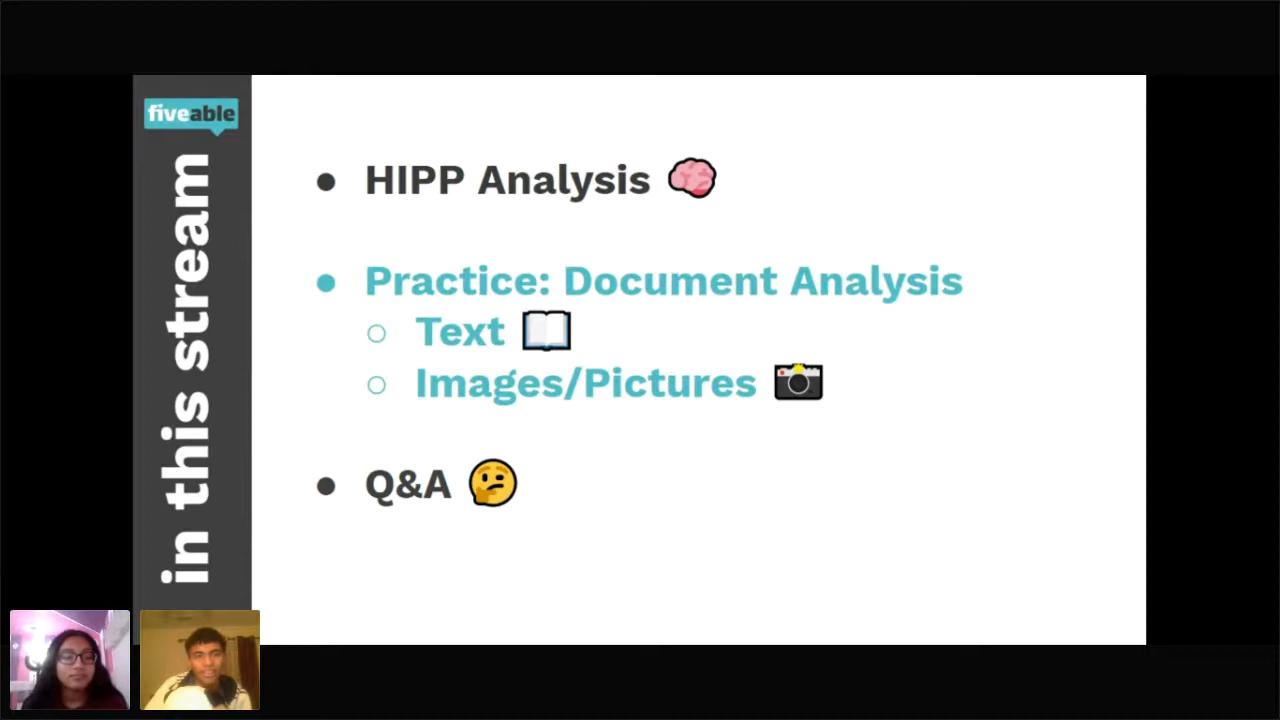 fiveable
in this stream
HIPP Analysis
Practice: Document Analysis
Text
Images/Pictures
Q&A